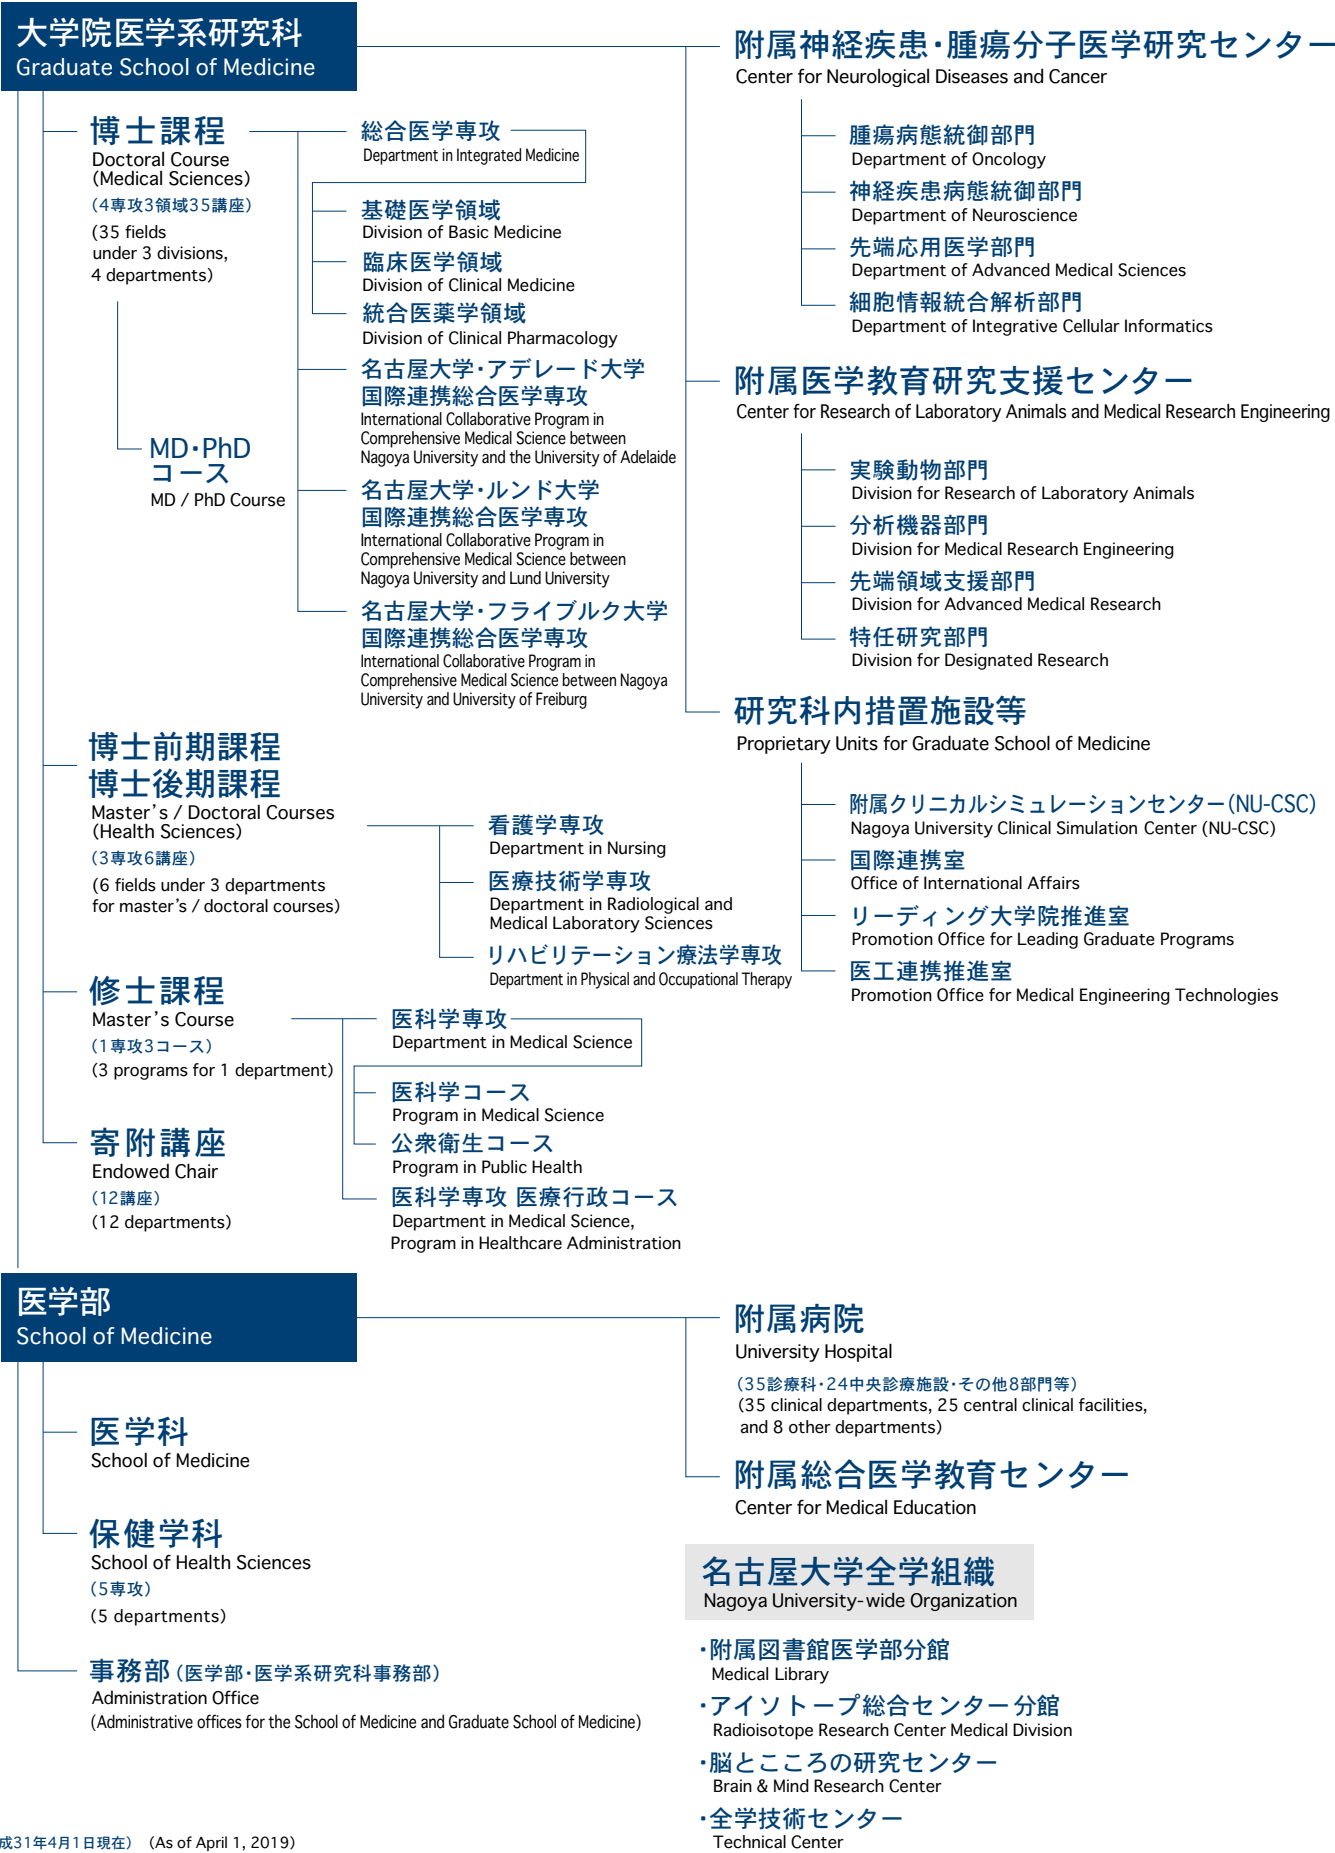 大学院医学系研究科
Graduate School of Medicine
博士課程
Doctoral Course
(Medical Sciences)
（4専攻3領域35講座）
(35 fields
under 3 divisions,
4 departments)
MD・PhD
コース
MD / PhD Course
総合医学専攻
Department in Integrated Medicine
基礎医学領域
Division of Basic Medicine
臨床医学領域
Division of Clinical Medicine
統合医薬学領域
Division of Clinical Pharmacology
名古屋大学・アデレード大学
国際連携総合医学専攻
International Collaborative Program in
Comprehensive Medical Science between
Nagoya University and the University of Adelaide
名古屋大学・ルンド大学
国際連携総合医学専攻
International Collaborative Program in
Comprehensive Medical Science between
Nagoya University and Lund University
名古屋大学・フライブルク大学
国際連携総合医学専攻
International Collaborative Program in
Comprehensive Medical Science between Nagoya
University and University of Freiburg
博士前期課程
博士後期課程
Master's / Doctoral Courses
(Health Sciences)
（3専攻6講座）
(6 fields under 3 departments
for master's / doctoral courses)
看護学専攻
Department in Nursing
医療技術学専攻
Department in Radiological and
Medical Laboratory Sciences
リハビリテーション療法学専攻
Department in Physical and Occupational Therapy
修士課程
Master's Course
（1専攻3コース）
(3 programs for 1 department)
医科学専攻
Department in Medical Science
医科学コース
Program in Medical Science
公衆衛生コース
Program in Public Health
医科学専攻 医療行政コース
Department in Medical Science,
Program in Healthcare Administration
寄附講座
Endowed Chair
（12講座）
(12 departments)
附属神経疾患・腫瘍分子医学研究センター
Center for Neurological Diseases and Cancer
腫瘍病態統御部門
Department of Oncology
神経疾患病態統御部門
Department of Neuroscience
先端応用医学部門
Department of Advanced Medical Sciences
細胞情報統合解析部門
Department of Integrative Cellular Informatics
附属医学教育研究支援センター
Center for Research of Laboratory Animals and Medical Research Engineering
実験動物部門
Division for Research of Laboratory Animals
分析機器部門
Division for Medical Research Engineering
先端領域支援部門
Division for Advanced Medical Research
特任研究部門
Division for Designated Research
研究科内措置施設等
Proprietary Units for Graduate School of Medicine
附属クリニカルシミュレーションセンター（NU-CSC）
Nagoya University Clinical Simulation Center (NU-CSC)
国際連携室
Office of International Affairs
リーディング大学院推進室
Promotion Office for Leading Graduate Programs
医工連携推進室
Promotion Office for Medical Engineering Technologies
医学部
School of Medicine
医学科
School of Medicine
保健学科
School of Health Sciences
（5専攻）
(5 departments)
事務部（医学部・医学系研究科事務部）
Administration Office
(Administrative offices for the School of Medicine and Graduate School of Medicine)
附属病院
University Hospital
（35診療科・24中央診療施設・その他8部門等）
(35 clinical departments, 25 central clinical facilities,
and 8 other departments)
附属総合医学教育センター
Center for Medical Education
名古屋大学全学組織
Nagoya University-wide Organization
・附属図書館医学部分館
Medical Library
・アイソトープ総合センター分館
Radioisotope Research Center Medical Division
・脳とこころの研究センター
Brain & Mind Research Center
・全学技術センター
Technical Center
成31年4月1日現在） (As of April 1, 2019)